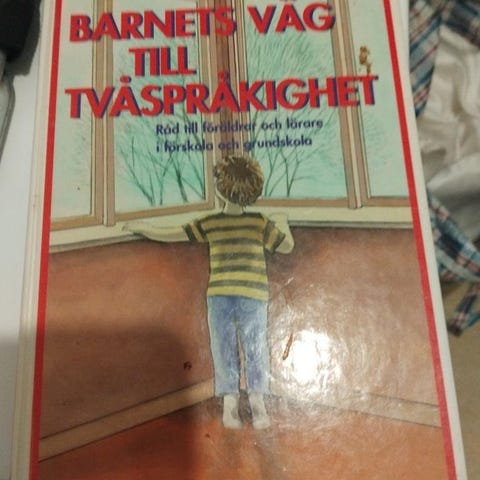 BARNETS VÄG
TILL
TVÅSPRÅKIGHET
Råd till föräldrar och lärare
i förskola och grundskola